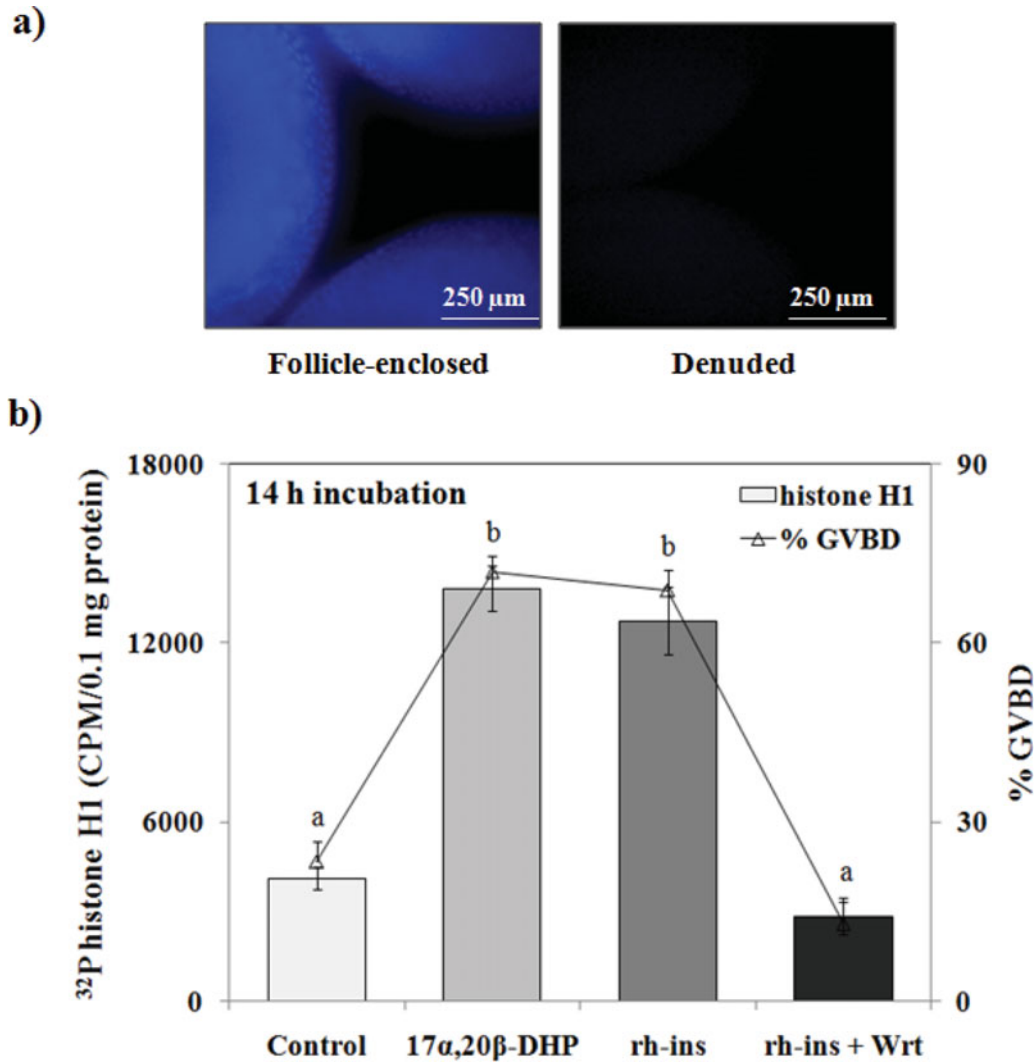 a)
250 µm
250 µm
Follicle-enclosed
Denuded
b)
³²P histone H1 (CPM/0.1 mg protein)
18000
12000
6000
0
14 h incubation
histone H1
% GVBD
a
b
b
a
90
60
30
0
% GVBD
Control
17α,20β-DHP
rh-ins
rh-ins + Wrt